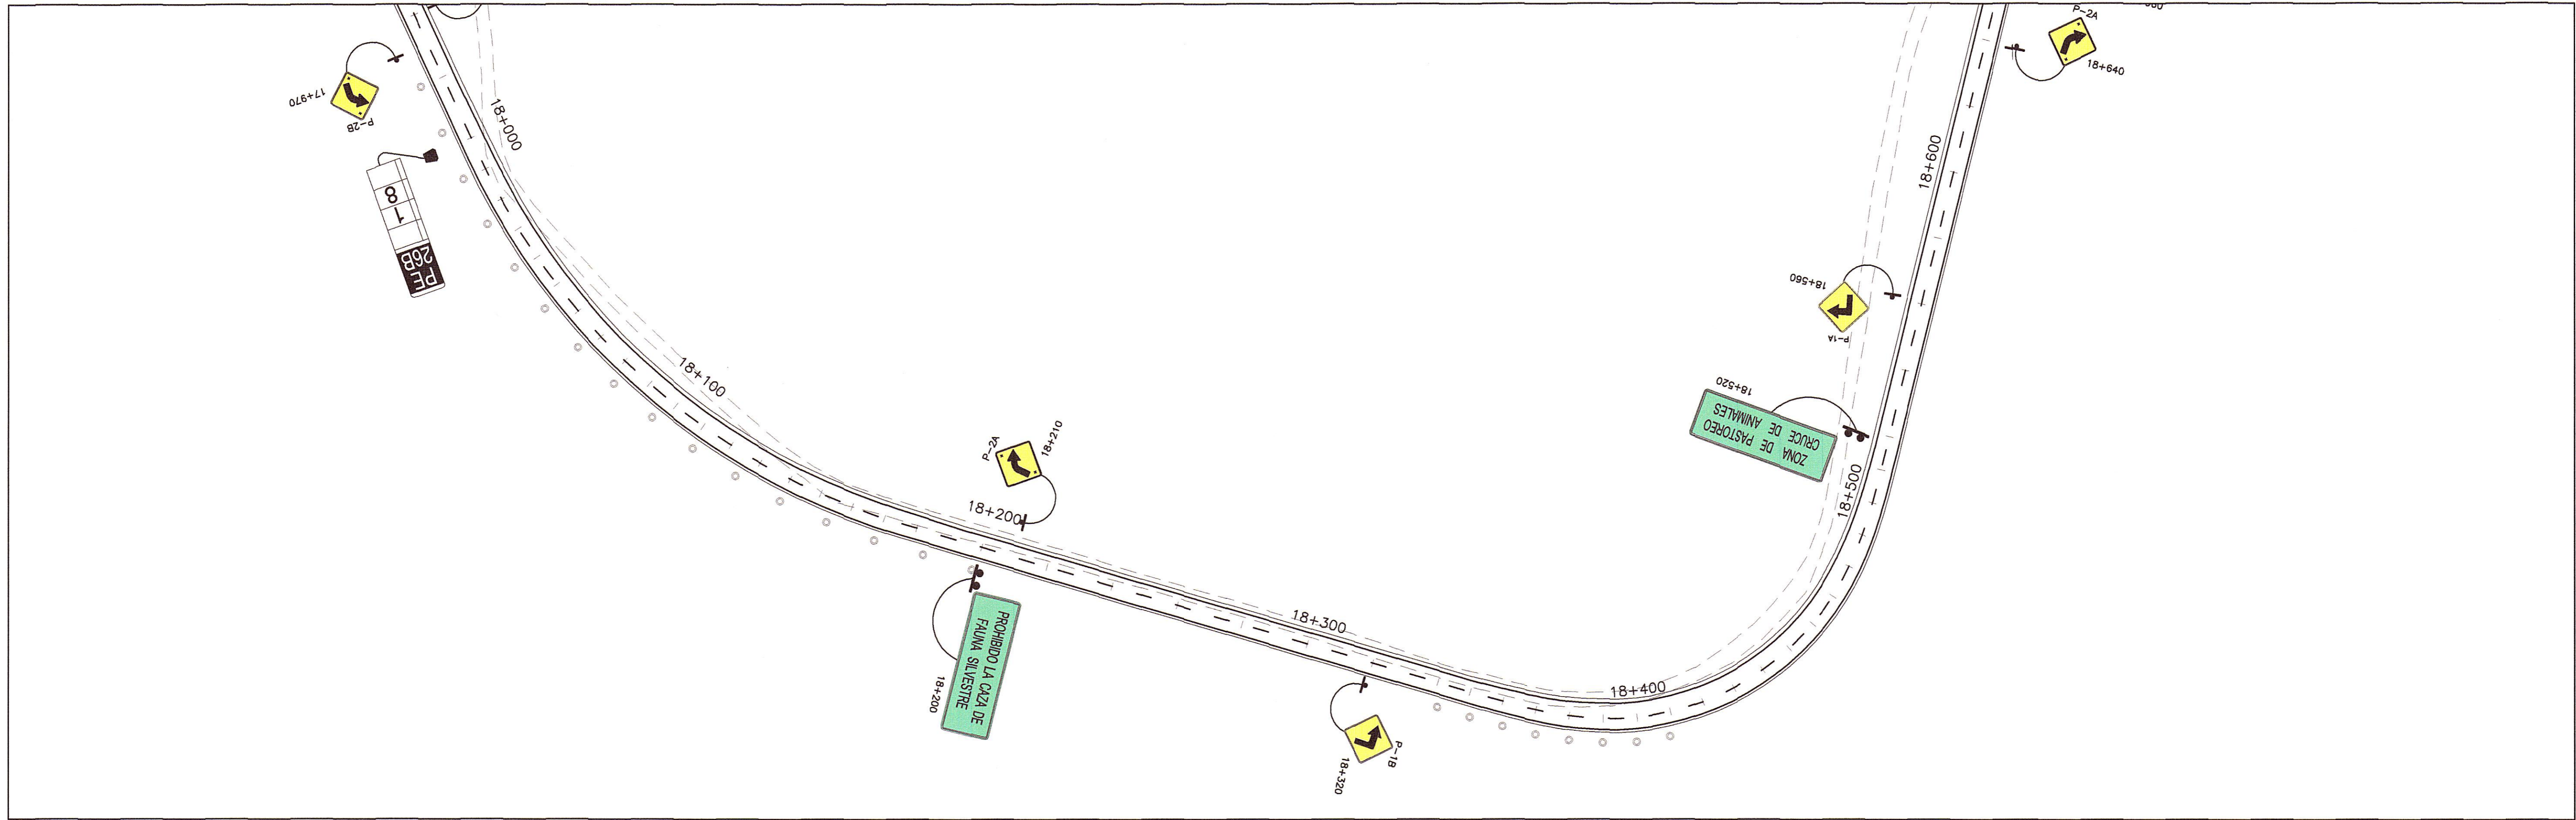 17+970
P-2B
18+000
18
PE
26B
18+100
P-2A
18+210
18+200
PROHIBIDO LA CAZA DE
FAUNA SILVESTRE
18+200
18+300
P-1B
18+320
18+400
18+500
ZONA DE PASTOREO
CRUCE DE ANIMALES
18+520
P-1A
18+560
18+600
P-2A
18+640